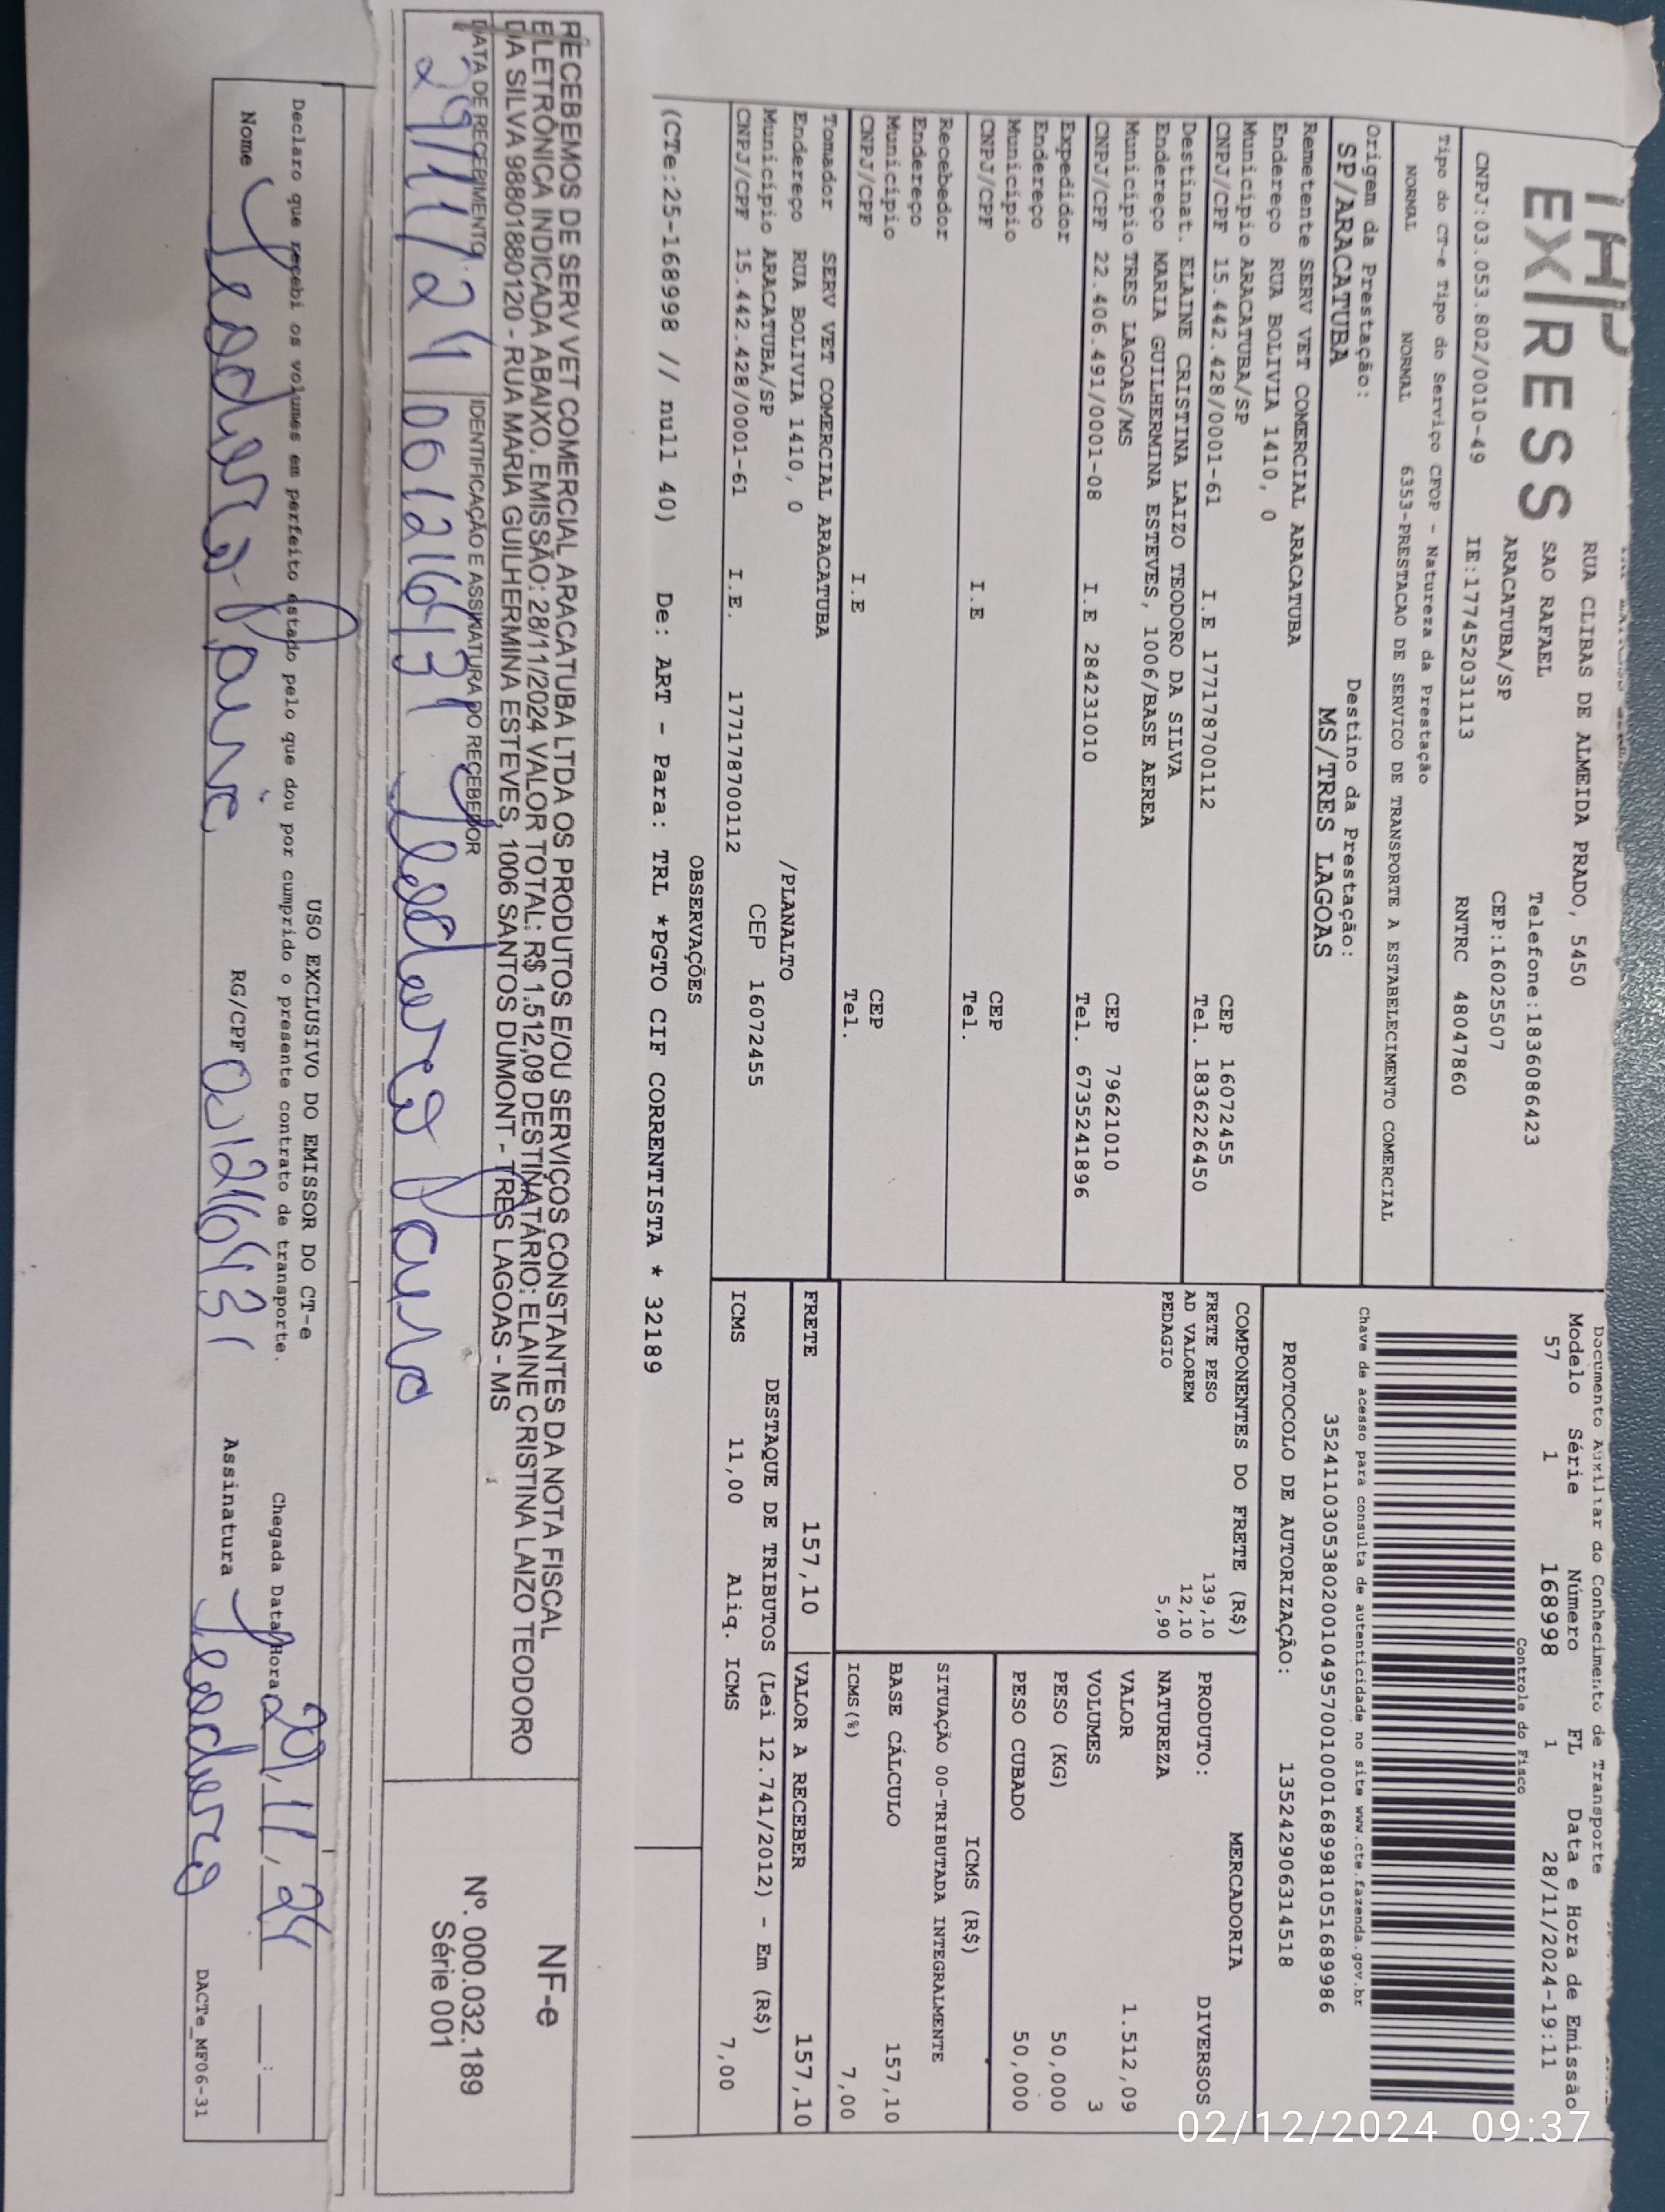 EX/RESS
RUA CLIBAS DE ALMEIDA PRADO, 5450
SAO RAFAEL Telefone:1836086423
ARACATUBA/SP CEP:16025507
CNPJ:03.053.802/0010-49 IE:177452031113 RNTRC 48047860
Tipo do CT-e Tipo do Serviço CFOP - Natureza da Prestação
NORMAL NORMAL 6353-PRESTACAO DE SERVICO DE TRANSPORTE A ESTABELECIMENTO COMERCIAL
Origem da Prestação: Destino da Prestação:
SP/ARACATUBA MS/TRES LAGOAS
Remetente SERV VET COMERCIAL ARACATUBA
Endereço RUA BOLIVIA 1410, 0
Município ARACATUBA/SP CEP 16072455
CNPJ/CPF 15.442.428/0001-61 I.E 177178700112 Tel. 1836226450
Destinat. ELAINE CRISTINA LAIZO TEODORO DA SILVA
Endereço MARIA GUILHERMINA ESTEVES, 1006/BASE AEREA
Município TRES LAGOAS/MS CEP 79621010
CNPJ/CPF 22.406.491/0001-08 I.E 284231010 Tel. 6735241896
Expedidor
Endereço
Município CEP
CNPJ/CPF I.E Tel.
Recebedor
Endereço
Município CEP
CNPJ/CPF I.E Tel.
Tomador SERV VET COMERCIAL ARACATUBA
Endereço RUA BOLIVIA 1410, 0 /PLANALTO
Município ARACATUBA/SP CEP 16072455
CNPJ/CPF 15.442.428/0001-61 I.E. 177178700112
Documento Auxiliar do Conhecimento de Transporte
Modelo Série Número FL Data e Hora de Emissão
57 1 168998 1 28/11/2024-19:11
Controle do Fisco
Chave de acesso para consulta de autenticidade no site www.cte.fazenda.gov.br
35241103053802001049570010001689981051689986
PROTOCOLO DE AUTORIZAÇÃO: 135242906314518
COMPONENTES DO FRETE (R$)
FRETE PESO 139,10
AD VALOREM 12,10
PEDAGIO 5,90
MERCADORIA
PRODUTO: DIVERSOS
NATUREZA
VALOR 1.512,09
VOLUMES 3
PESO (KG) 50,000
PESO CUBADO 50,000
ICMS (R$)
SITUAÇÃO 00-TRIBUTADA INTEGRALMENTE
BASE CÁLCULO 157,10
ICMS(%) 7,00
FRETE 157,10 VALOR A RECEBER 157,10
DESTAQUE DE TRIBUTOS (Lei 12.741/2012) - Em (R$)
ICMS 11,00 Aliq. ICMS 7,00
OBSERVAÇÕES
(CTe:25-168998 // null 40) De: ART - Para: TRL *PGTO CIF CORRENTISTA * 32189
RECEBEMOS DE SERV VET COMERCIAL ARACATUBA LTDA OS PRODUTOS E/OU SERVIÇOS CONSTANTES DA NOTA FISCAL
ELETRÔNICA INDICADA ABAIXO. EMISSÃO: 28/11/2024 VALOR TOTAL: R$ 1.512,09 DESTINATÁRIO: ELAINE CRISTINA LAIZO TEODORO
DA SILVA 98801880120 - RUA MARIA GUILHERMINA ESTEVES, 1006 SANTOS DUMONT - TRES LAGOAS - MS
DATA DE RECEBIMENTO IDENTIFICAÇÃO E ASSINATURA DO RECEBEDOR
29/11/24
NF-e
Nº. 000.032.189
Série 001
USO EXCLUSIVO DO EMISSOR DO CT-e
Declaro que recebi os volumes em perfeito estado pelo que dou por cumprido o presente contrato de transporte.
Chegada Data/Hora 29/11/24 __:__
Nome RG/CPF Assinatura
DACTe_MF06-31
02/12/2024 09:37